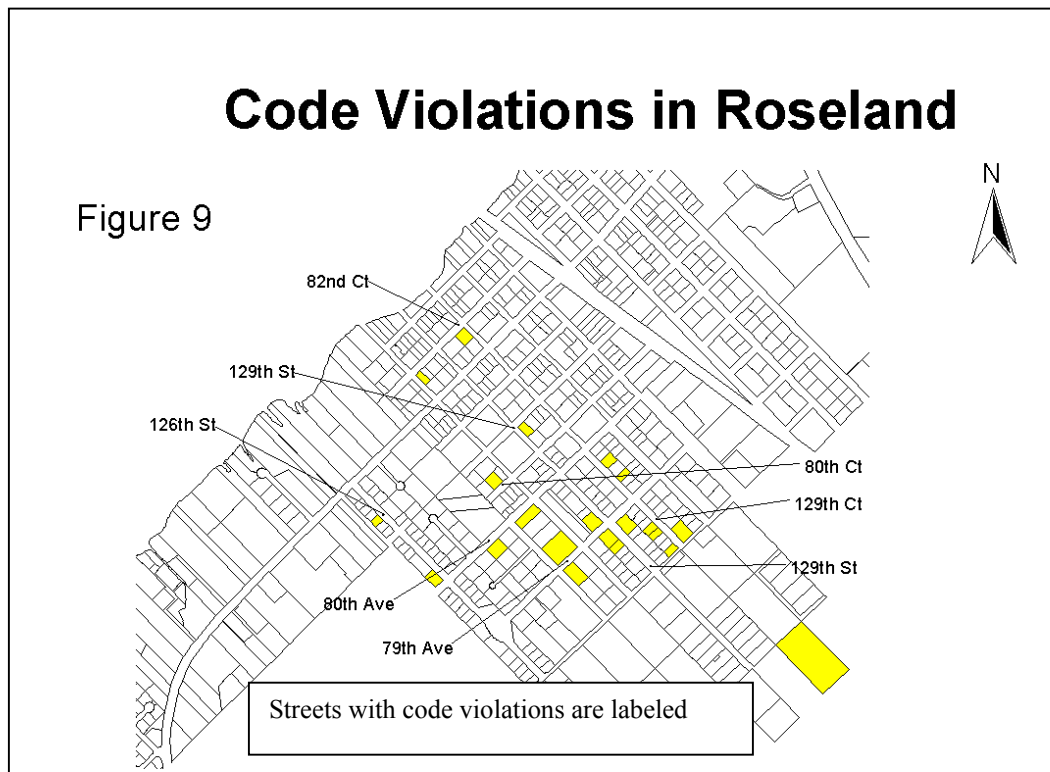 Code Violations in Roseland
N
Figure 9
82nd Ct
129th St
126th St
80th Ct
129th Ct
129th St
80th Ave
79th Ave
Streets with code violations are labeled